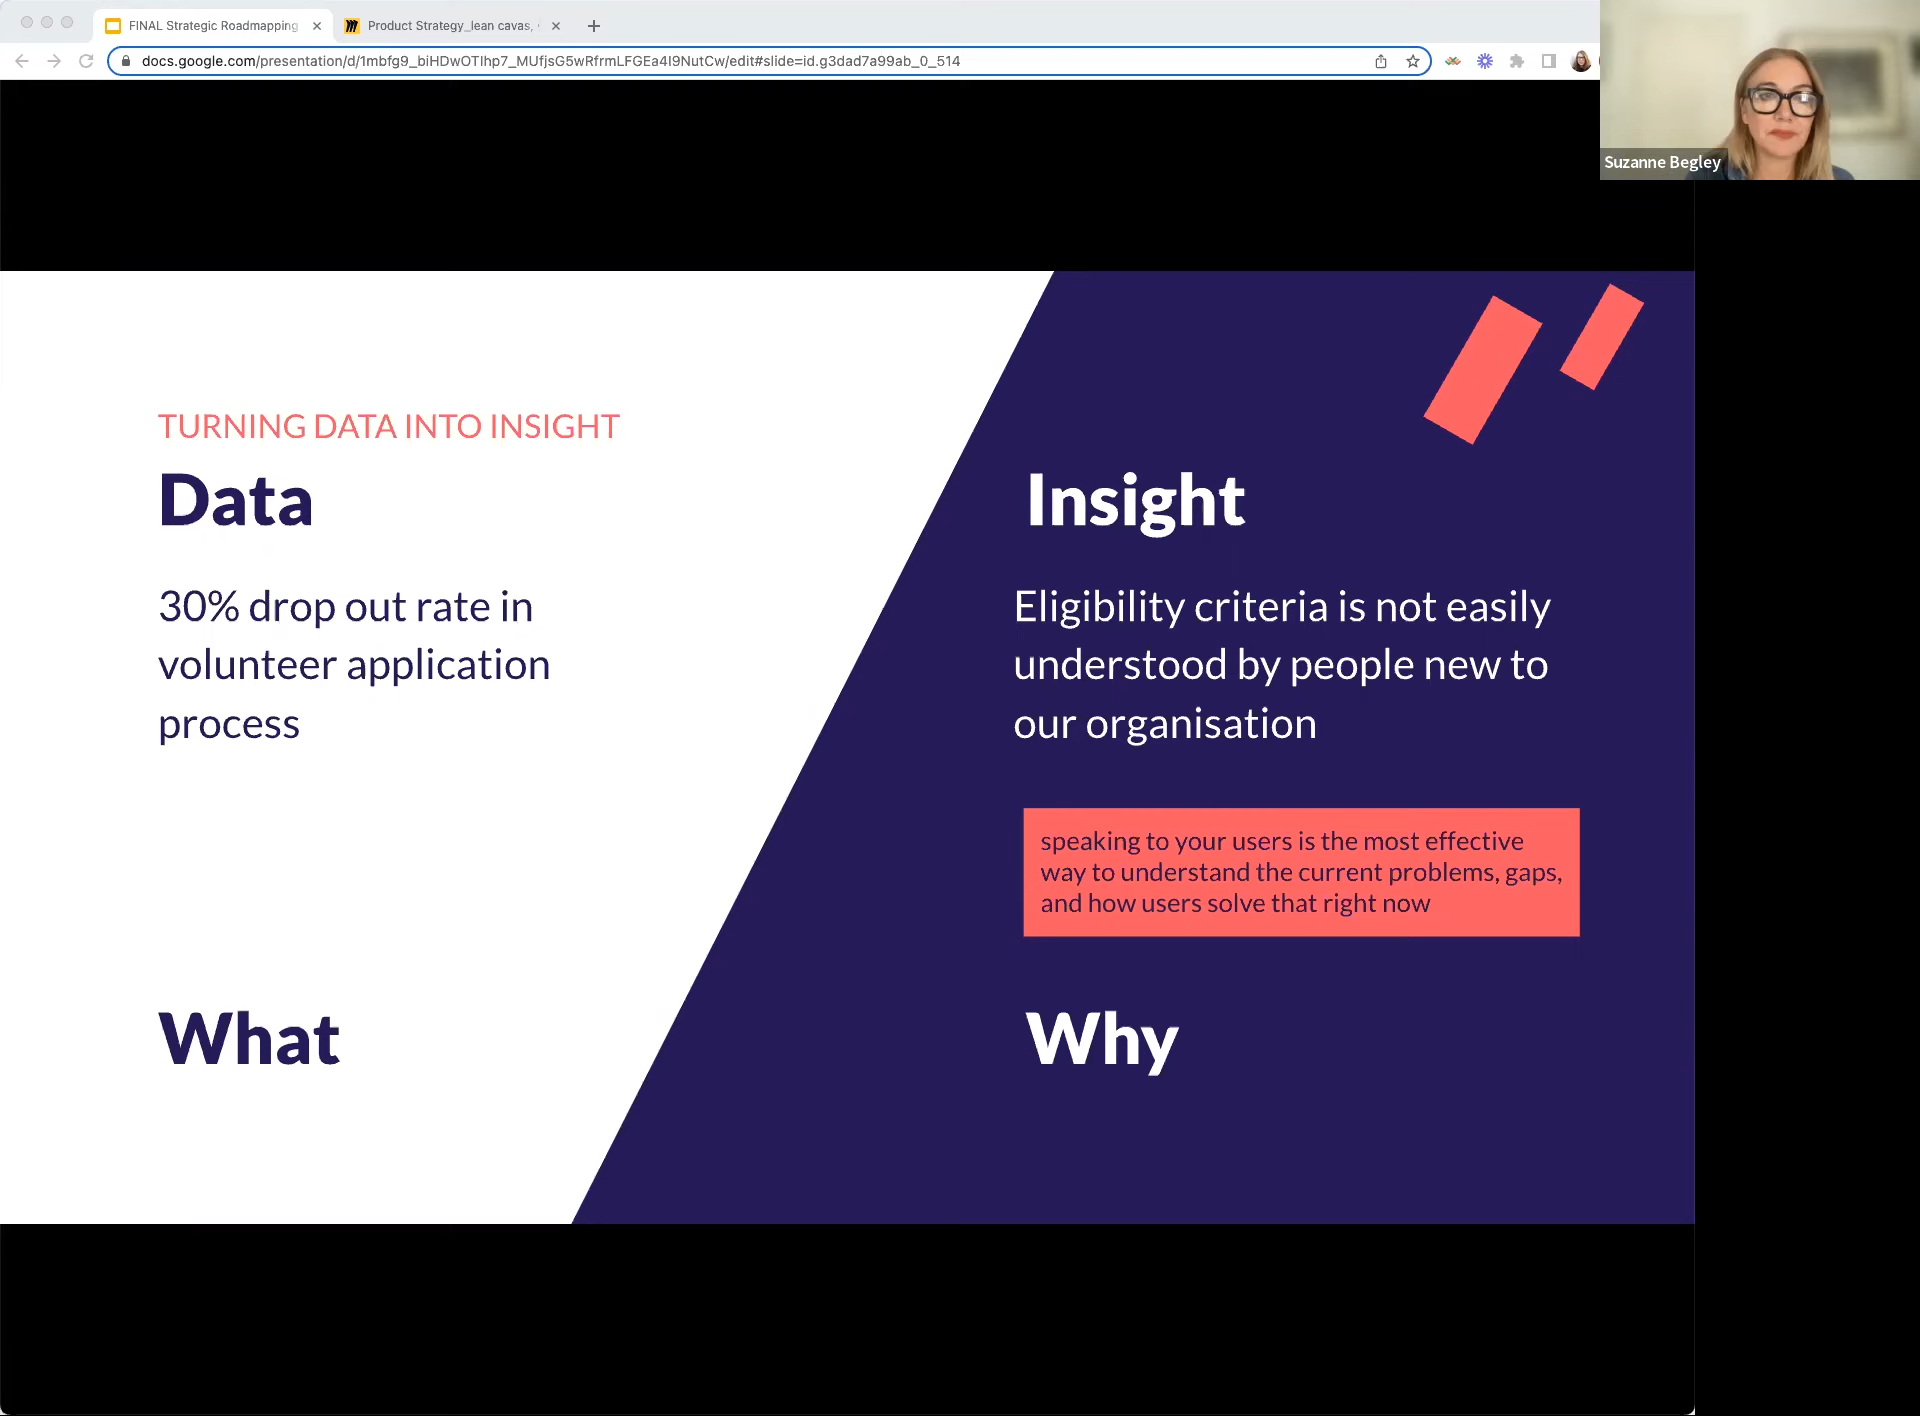 FINAL Strategic Roadmapping
Product Strategy_lean cavas,
docs.google.com/presentation/d/1mbfg9_biHDwOTIhp7_MUfjsG5wRfrmLFGEa4I9NutCw/edit#slide=id.g3dad7a99ab_0_514
Suzanne Begley
TURNING DATA INTO INSIGHT
Data
30% drop out rate in
volunteer application
process
What
Insight
Eligibility criteria is not easily
understood by people new to
our organisation
speaking to your users is the most effective
way to understand the current problems, gaps,
and how users solve that right now
Why